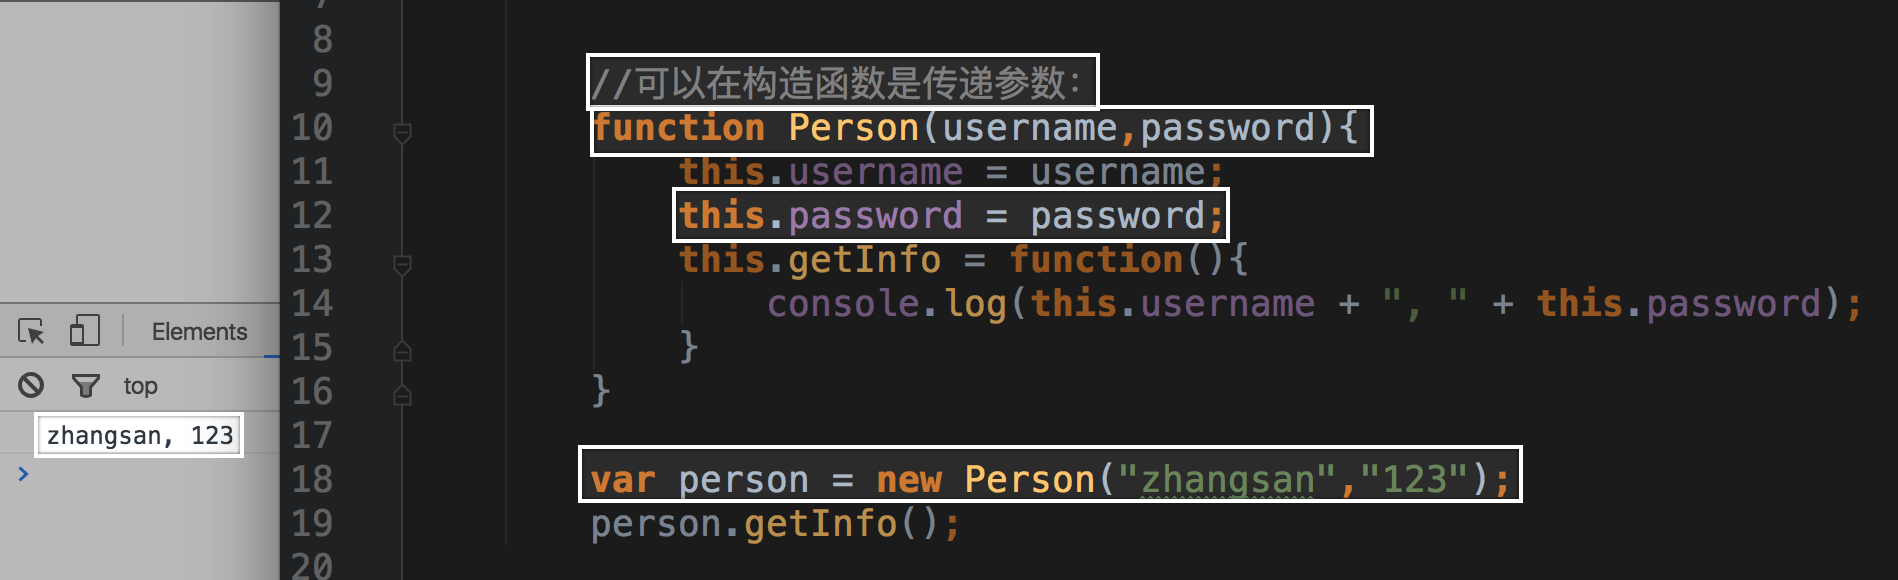 7
8
9 //可以在构造函数是传递参数:
10 function Person(username,password){
11 this.username = username;
12 this.password = password;
13 this.getInfo = function(){
14 console.log(this.username + ", " + this.password);
15 }
16 }
17
18 var person = new Person("zhangsan","123");
19 person.getInfo();
20
Elements
top
zhangsan, 123